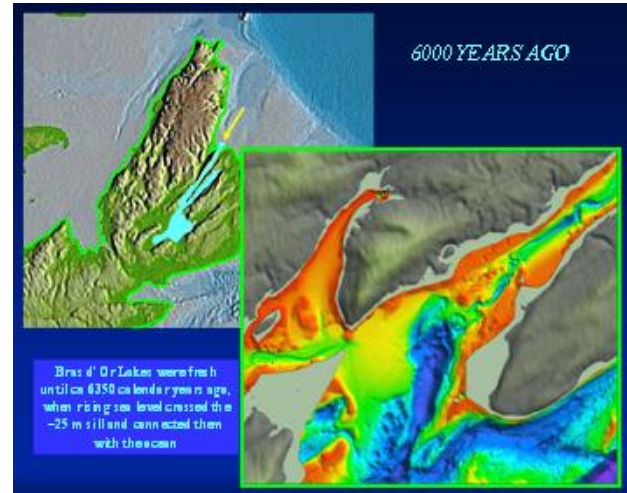 6000 YEARS AGO
Bras d'Or Lakes were fresh
until ca 6350 calendar years ago,
when rising sea level crossed the
–25 m sill and connected them
with the ocean